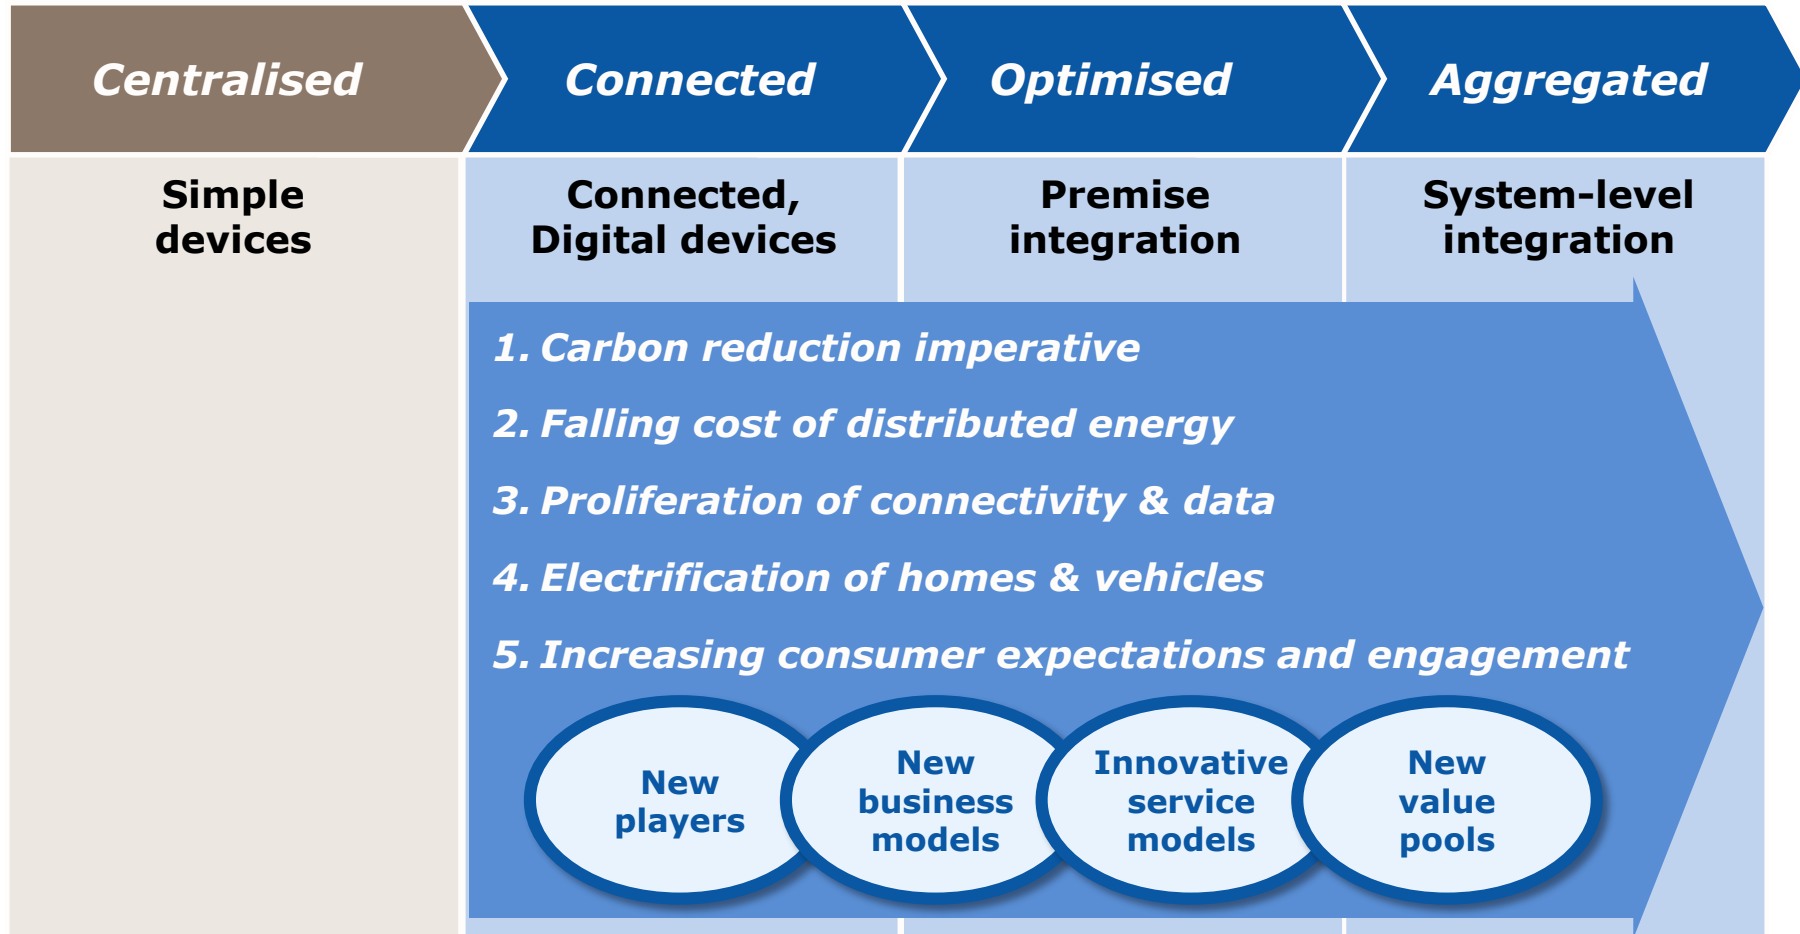 Centralised
Connected
Optimised
Aggregated
Simple
devices
Connected,
Digital devices
Premise
integration
System-level
integration
1. Carbon reduction imperative
2. Falling cost of distributed energy
3. Proliferation of connectivity & data
4. Electrification of homes & vehicles
5. Increasing consumer expectations and engagement
New
players
New
business
models
Innovative
service
models
New
value
pools